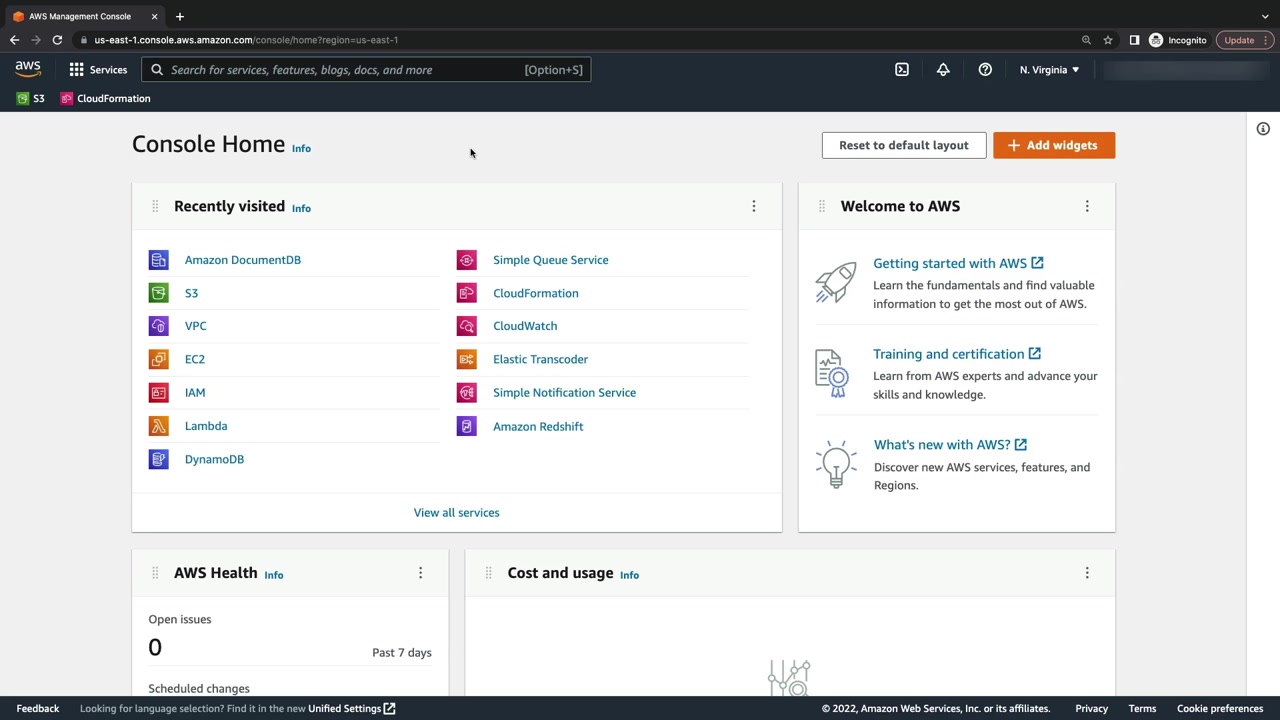 AWS Management Console
us-east-1.console.aws.amazon.com/console/home?region=us-east-1
Incognito
Update
aws
Services
Search for services, features, blogs, docs, and more
[Option+S]
N. Virginia
S3
CloudFormation
Console Home Info
Reset to default layout
Add widgets
Recently visited Info
Amazon DocumentDB
S3
VPC
EC2
IAM
Lambda
DynamoDB
Simple Queue Service
CloudFormation
CloudWatch
Elastic Transcoder
Simple Notification Service
Amazon Redshift
View all services
Welcome to AWS
Getting started with AWS
Learn the fundamentals and find valuable
information to get the most out of AWS.
Training and certification
Learn from AWS experts and advance your
skills and knowledge.
What's new with AWS?
Discover new AWS services, features, and
Regions.
AWS Health Info
Open issues
0
Past 7 days
Scheduled changes
Cost and usage Info
Feedback
Looking for language selection? Find it in the new Unified Settings
© 2022, Amazon Web Services, Inc. or its affiliates.
Privacy
Terms
Cookie preferences